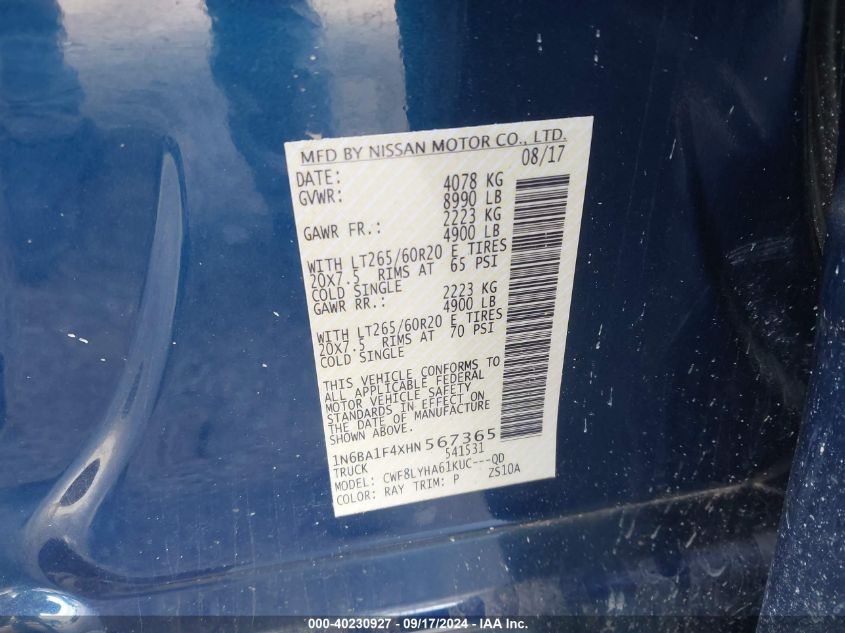 MFD BY NISSAN MOTOR CO., LTD.
DATE: 08/17
GVWR: 4078 KG
8990 LB
GAWR FR.: 2223 KG
4900 LB
WITH LT265/60R20 E TIRES
20X7.5 RIMS AT 65 PSI
COLD SINGLE
GAWR RR.: 2223 KG
4900 LB
WITH LT265/60R20 E TIRES
20X7.5 RIMS AT 70 PSI
COLD SINGLE
THIS VEHICLE CONFORMS TO
ALL APPLICABLE FEDERAL
MOTOR VEHICLE SAFETY
STANDARDS IN EFFECT ON
THE DATE OF MANUFACTURE
SHOWN ABOVE.
1N6BA1F4XHN567365
TRUCK 541531
MODEL: CWF8LYHA61KUC---QD
COLOR: RAY TRIM: P ZS10A
000-40230927 - 09/17/2024 - IAA Inc.